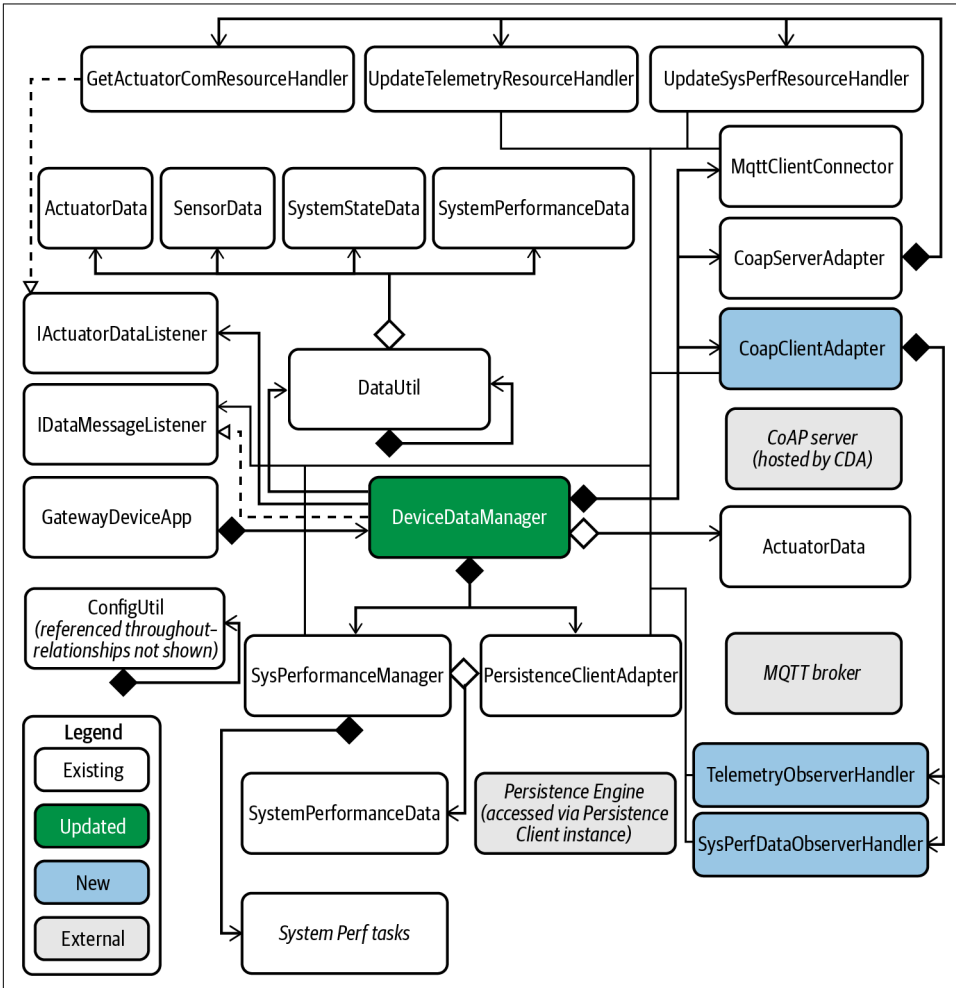 GetActuatorComResourceHandler
UpdateTelemetryResourceHandler
UpdateSysPerfResourceHandler
MqttClientConnector
ActuatorData
SensorData
SystemStateData
SystemPerformanceData
CoapServerAdapter
IActuatorDataListener
CoapClientAdapter
DataUtil
IDataMessageListener
CoAP server
(hosted by CDA)
GatewayDeviceApp
DeviceDataManager
ActuatorData
ConfigUtil
(referenced throughout–
relationships not shown)
SysPerformanceManager
PersistenceClientAdapter
MQTT broker
Legend
Existing
Updated
New
External
SystemPerformanceData
Persistence Engine
(accessed via Persistence
Client instance)
TelemetryObserverHandler
SysPerfDataObserverHandler
System Perf tasks